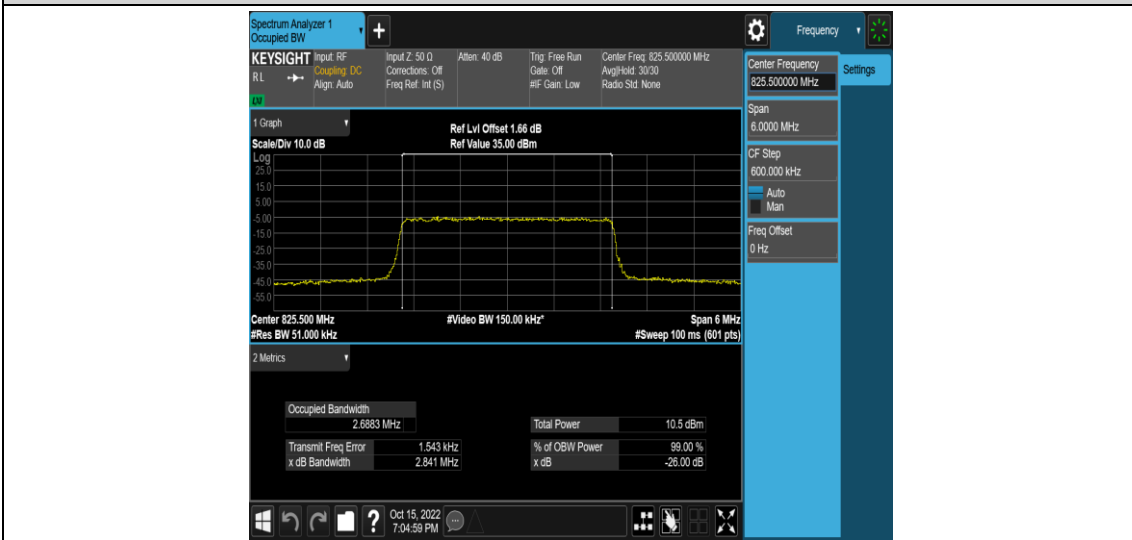 Spectrum Analyzer 1
Occupied BW
+
Frequency
KEYSIGHT
RL
LXI
Input: RF
Coupling: DC
Align: Auto
Input Z: 50 Ω
Corrections: Off
Freq Ref: Int (S)
Atten: 40 dB
Trig: Free Run
Gate: Off
#IF Gain: Low
Center Freq: 825.500000 MHz
Avg|Hold: 30/30
Radio Std: None
Center Frequency
825.500000 MHz
Settings
Span
6.0000 MHz
CF Step
600.000 kHz
Auto
Man
Freq Offset
0 Hz
1 Graph
Scale/Div 10.0 dB
Ref Lvl Offset 1.66 dB
Ref Value 35.00 dBm
Log
25.0
15.0
5.00
-5.00
-15.0
-25.0
-35.0
-45.0
-55.0
Center 825.500 MHz
#Video BW 150.00 kHz*
Span 6 MHz
#Res BW 51.000 kHz
#Sweep 100 ms (601 pts)
2 Metrics
Occupied Bandwidth
2.6883 MHz
Total Power 10.5 dBm
Transmit Freq Error 1.543 kHz
% of OBW Power 99.00 %
x dB Bandwidth 2.841 MHz
x dB -26.00 dB
?
Oct 15, 2022
7:04:59 PM